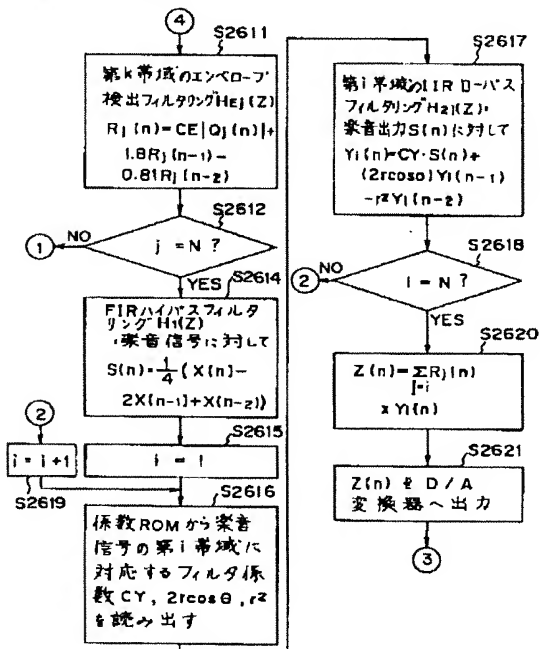 ④
S2611
第k帯域のエンベロープ
検出フィルタリングHEj(Z)
Rj(n)=CE|Qj(n)|+
1.8Rj(n-1)-
0.81Rj(n-2)
S2612
① NO
j = N ?
YES
S2614
FIRハイパスフィルタ
リングH1(Z)
・楽音信号に対して
S(n)=1/4(X(n)-
2X(n-1)+X(n-2))
②
S2615
i = i+1
i = 1
S2619
S2616
係数ROMから楽音
信号の第i帯域に
対応するフィルタ係
数CY, 2rcosθ, r²
を読み出す
S2617
第i帯域のIIRローパス
フィルタリングH2i(Z)・
楽音出力S(n)に対して
Yi(n)=CY・S(n)+
(2rcosθ)Yi(n-1)
-r²Yi(n-2)
S2618
② NO
i = N ?
YES
S2620
Z(n)=ΣRj(n)
j=i
xYi(n)
S2621
Z(n)をD/A
変換器へ出力
③